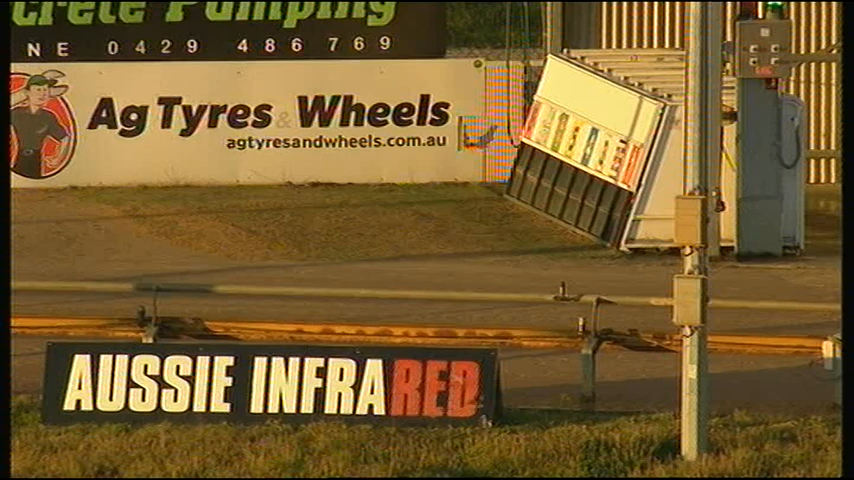 crete Pumping
NE 0429 486 769
Ag Tyres & Wheels
agtyresandwheels.com.au
AUSSIE INFRARED